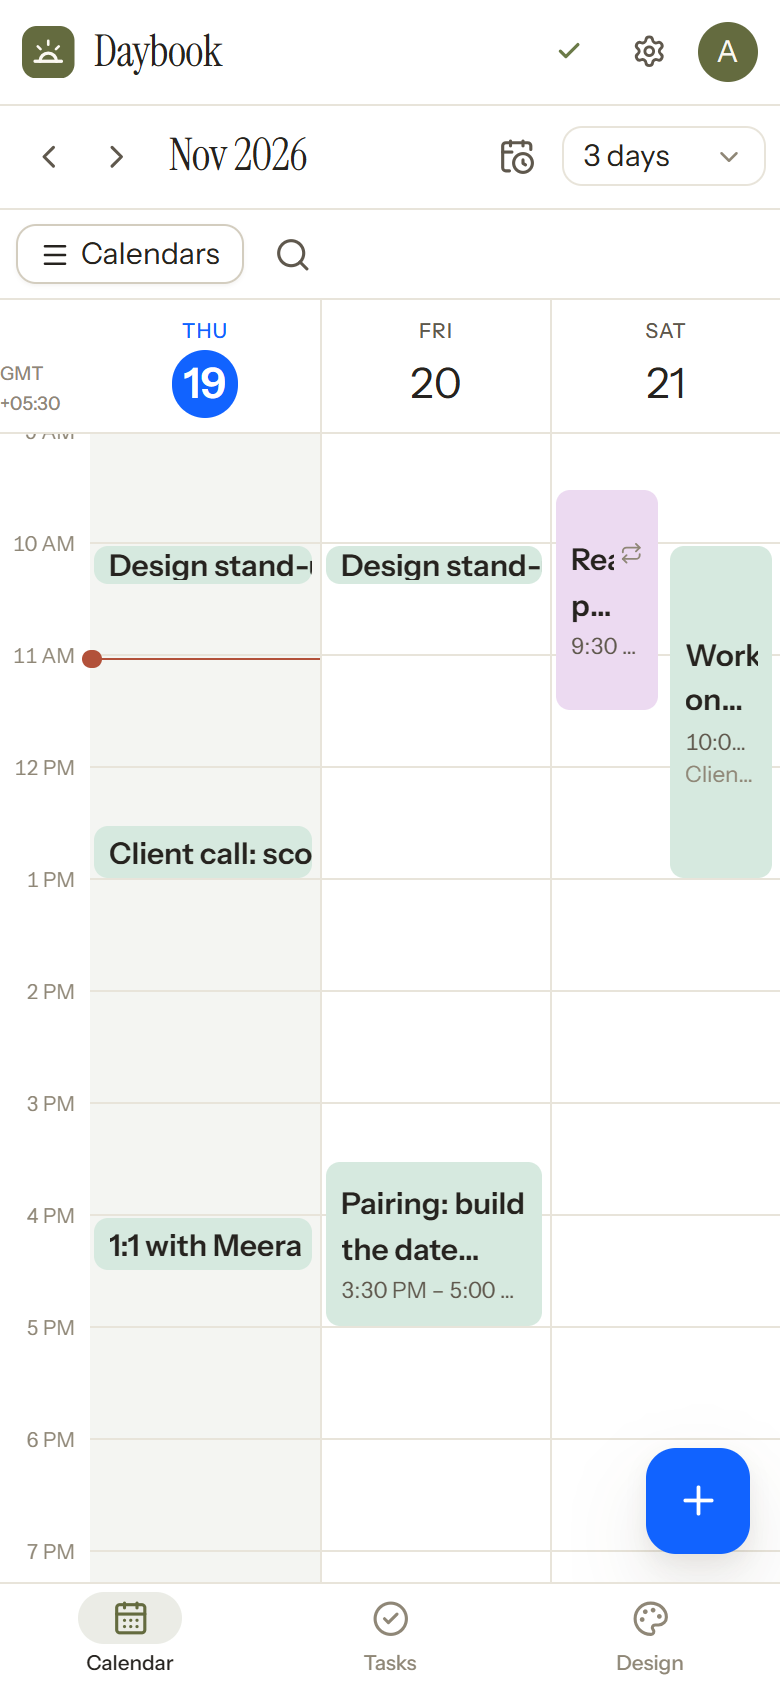 Daybook
A
Nov 2026
3 days
Calendars
GMT
+05:30
THU
19
FRI
20
SAT
21
10 AM
11 AM
12 PM
1 PM
2 PM
3 PM
4 PM
5 PM
6 PM
7 PM
Design stand-
Client call: sco
1:1 with Meera
Design stand-
Pairing: build
the date...
3:30 PM – 5:00 ...
Rea
p...
9:30 ...
Work
on...
10:0...
Clien...
Calendar
Tasks
Design